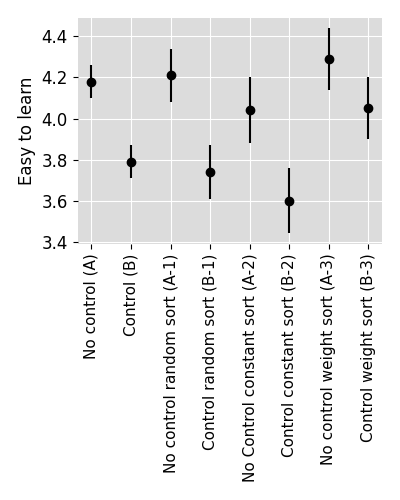 Easy to learn
4.4
4.2
4.0
3.8
3.6
3.4
No control (A)
Control (B)
No control random sort (A-1)
Control random sort (B-1)
No Control constant sort (A-2)
Control constant sort (B-2)
No control weight sort (A-3)
Control weight sort (B-3)